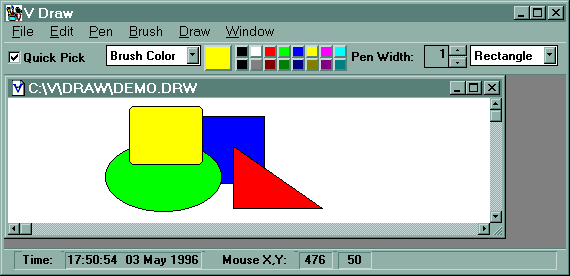 V Draw
File Edit Pen Brush Draw Window
Quick Pick Brush Color Pen Width: 1 Rectangle
V C:\V\DRAW\DEMO.DRW
Time: 17:50:54 03 May 1996 Mouse X,Y: 476 50